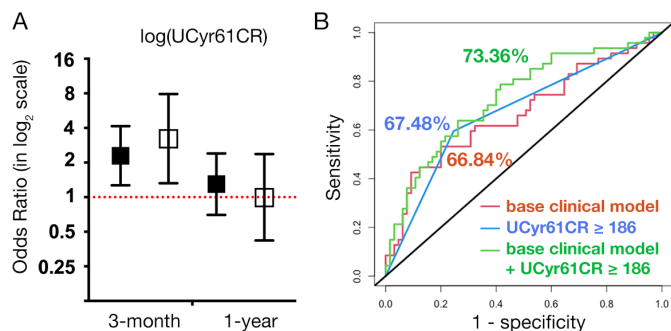 A
log(UCyr61CR)
Odds Ratio (in log2 scale)
16
8
4
2
1
0.5
0.25
3-month
1-year
B
Sensitivity
1.0
0.8
0.6
0.4
0.2
0.0
73.36%
67.48%
66.84%
base clinical model
UCyr61CR ≥ 186
base clinical model
+ UCyr61CR ≥ 186
0.0 0.2 0.4 0.6 0.8 1.0
1 - specificity